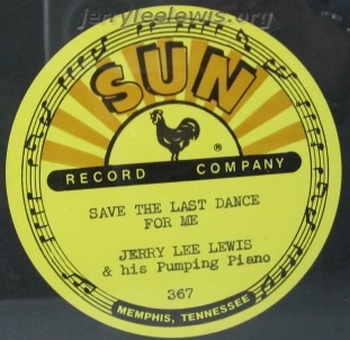 jerryleelewis.org
SUN
®
RECORD COMPANY
SAVE THE LAST DANCE
FOR ME
JERRY LEE LEWIS
& his Pumping Piano
367
MEMPHIS, TENNESSEE